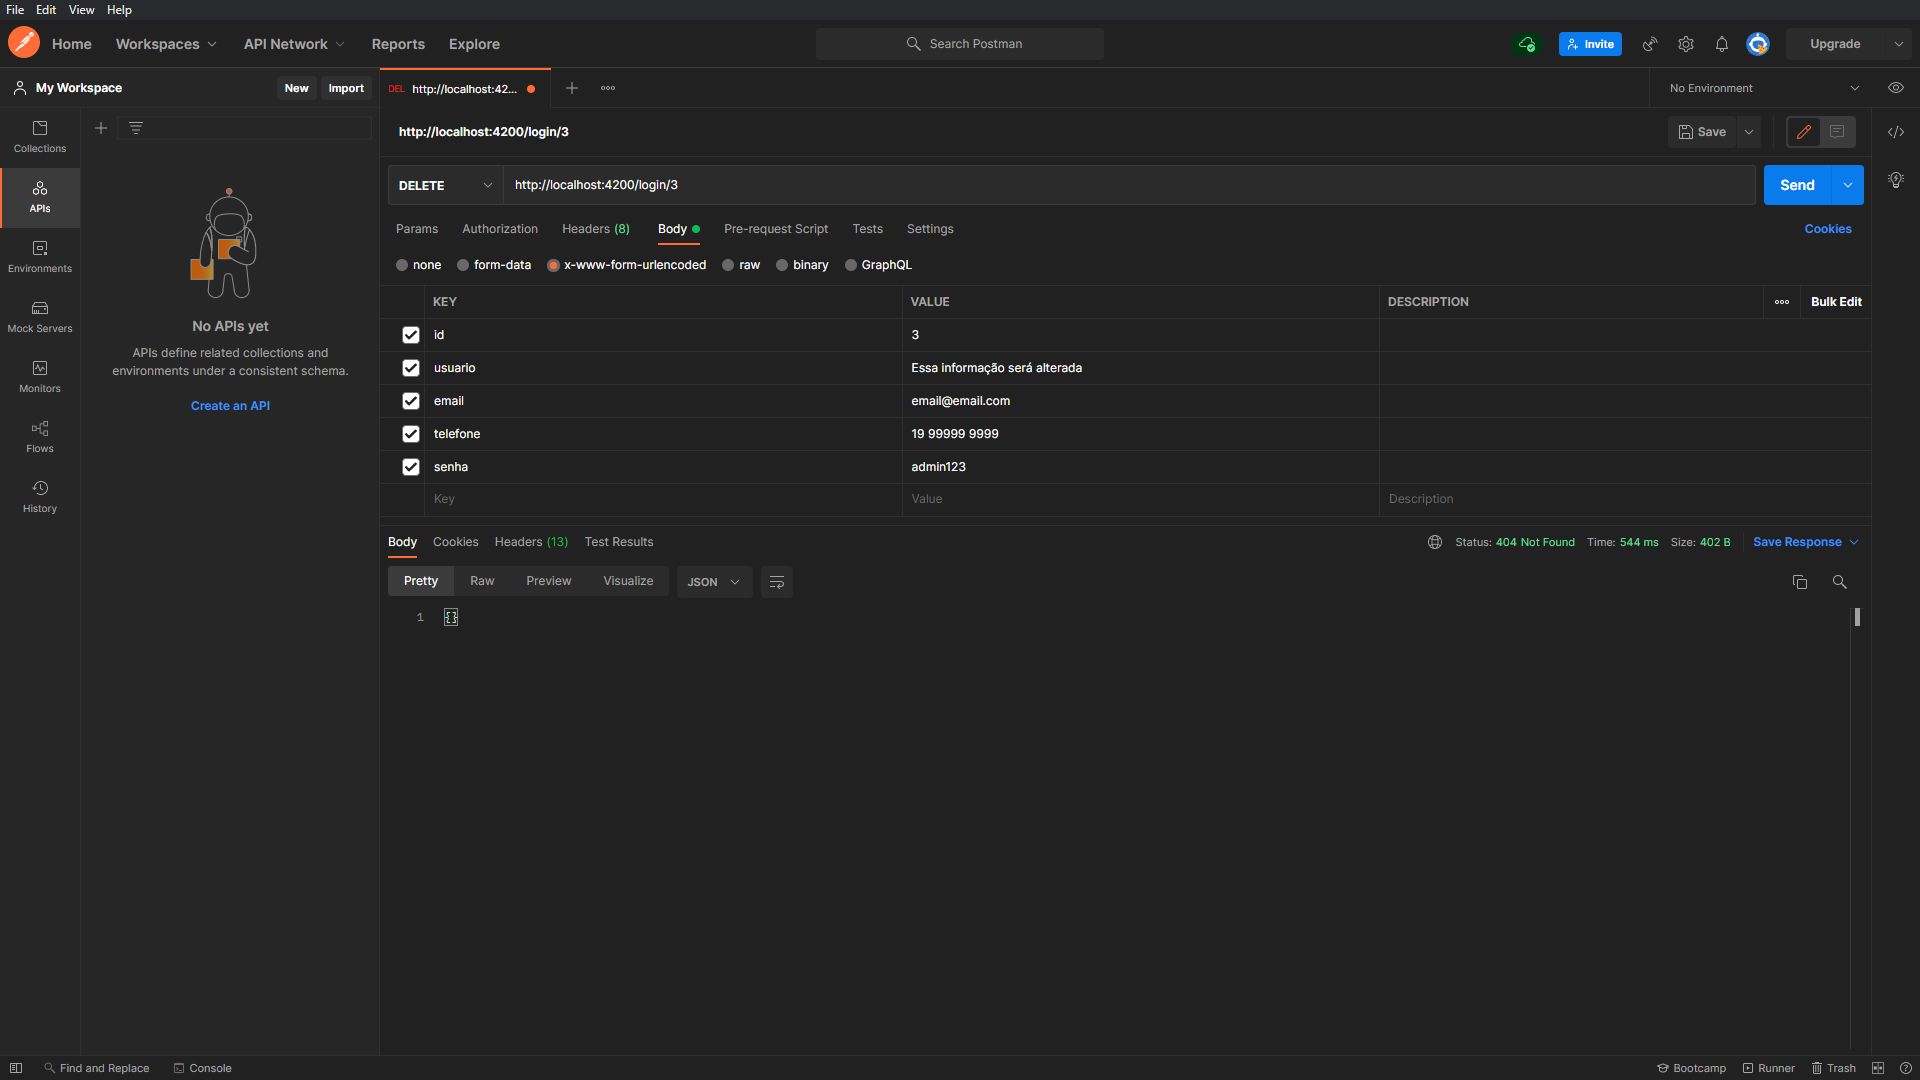 File Edit View Help
Home Workspaces API Network Reports Explore Search Postman Invite Upgrade
My Workspace New Import DEL http://localhost:42... No Environment
Collections
APIs
Environments
Mock Servers
Monitors
Flows
History
No APIs yet
APIs define related collections and
environments under a consistent schema.
Create an API
http://localhost:4200/login/3 Save
DELETE http://localhost:4200/login/3 Send
Params Authorization Headers (8) Body Pre-request Script Tests Settings Cookies
none form-data x-www-form-urlencoded raw binary GraphQL
KEY VALUE DESCRIPTION Bulk Edit
id 3
usuario Essa informação será alterada
email email@email.com
telefone 19 99999 9999
senha admin123
Key Value Description
Body Cookies Headers (13) Test Results Status: 404 Not Found Time: 544 ms Size: 402 B Save Response
Pretty Raw Preview Visualize JSON
1 {}
Find and Replace Console Bootcamp Runner Trash